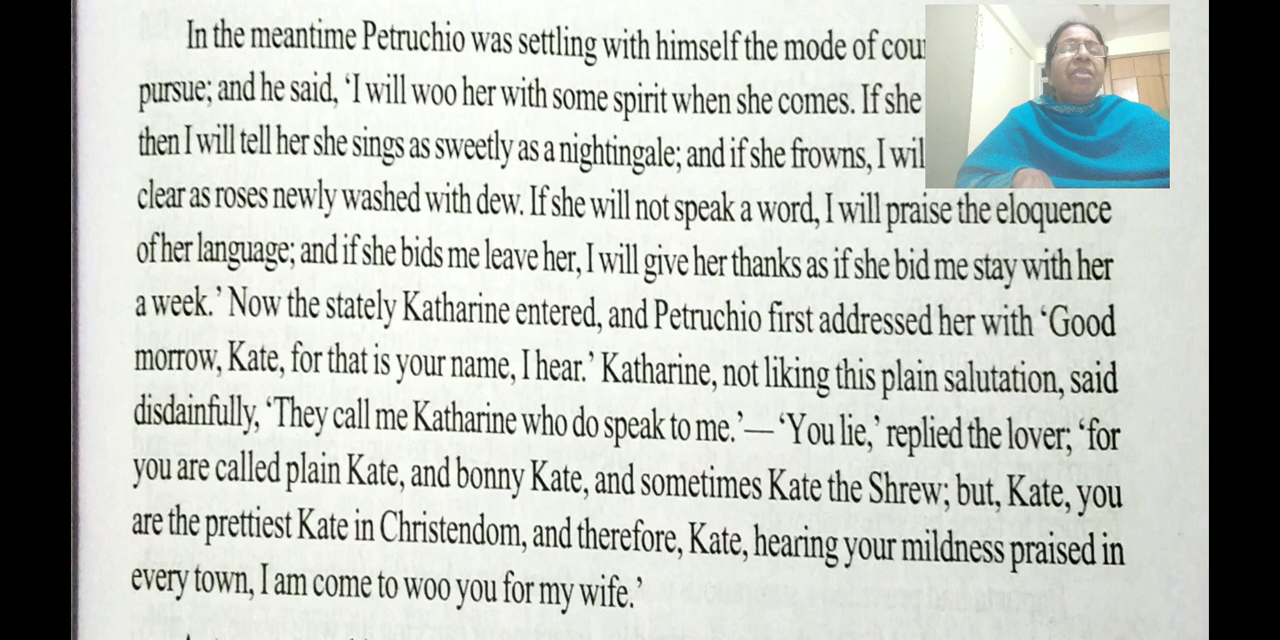 In the meantime Petruchio was settling with himself the mode of
pursue; and he said, ‘I will woo her with some spirit when she comes. If she
then I will tell her she sings as sweetly as a nightingale; and if she frowns, I
clear as roses newly washed with dew. If she will not speak a word, I will praise the eloquence
of her language; and if she bids me leave her, I will give her thanks as if she bid me stay with her
a week.’ Now the stately Katharine entered, and Petruchio first addressed her with ‘Good
morrow, Kate, for that is your name, I hear.’ Katharine, not liking this plain salutation, said
disdainfully, ‘They call me Katharine who do speak to me.’— ‘You lie,’ replied the lover; ‘for
you are called plain Kate, and bonny Kate, and sometimes Kate the Shrew; but, Kate, you
are the prettiest Kate in Christendom, and therefore, Kate, hearing your mildness praised in
every town, I am come to woo you for my wife.’